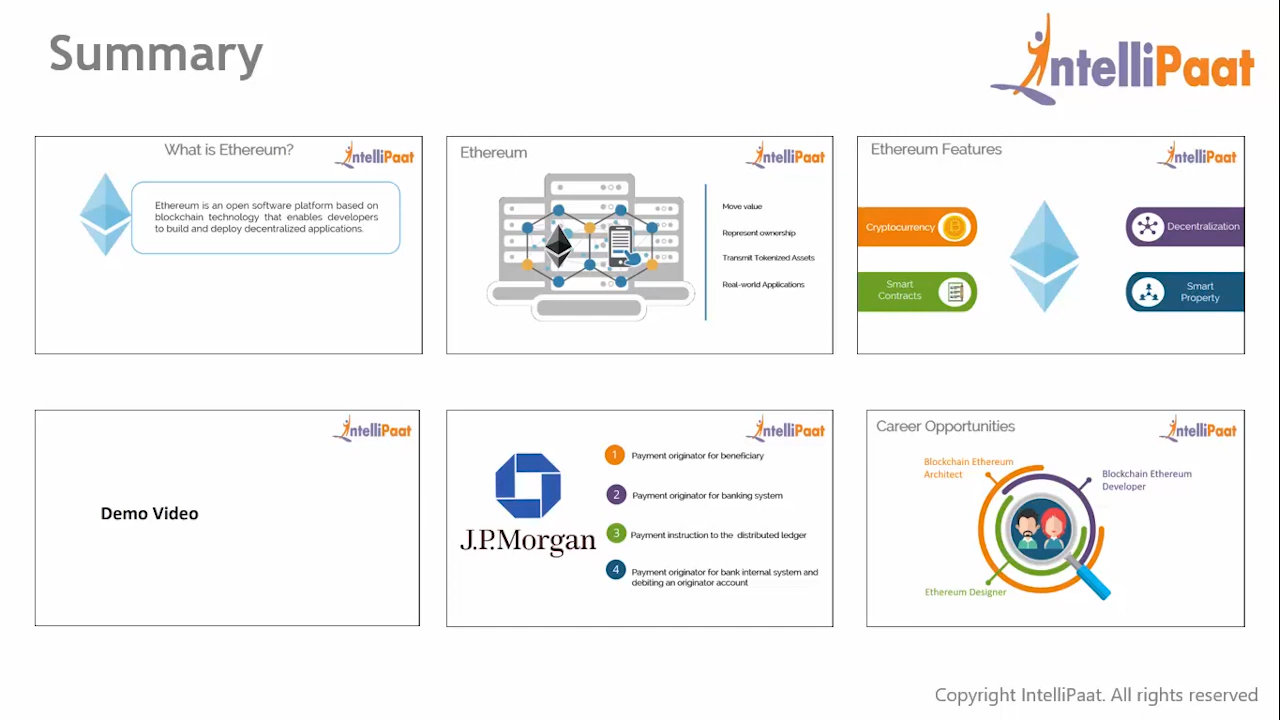 Summary
IntelliPaat
What is Ethereum?
IntelliPaat
Ethereum is an open software platform based on
blockchain technology that enables developers
to build and deploy decentralized applications.
Ethereum
IntelliPaat
Move value
Represent ownership
Transmit Tokenized Assets
Real-world Applications
Ethereum Features
IntelliPaat
Cryptocurrency
Decentralization
Smart
Contracts
Smart
Property
IntelliPaat
Demo Video
IntelliPaat
J.P.Morgan
1 Payment originator for beneficiary
2 Payment originator for banking system
3 Payment instruction to the distributed ledger
4 Payment originator for bank internal system and
debiting an originator account
Career Opportunities
IntelliPaat
Blockchain Ethereum
Architect
Blockchain Ethereum
Developer
Ethereum Designer
Copyright IntelliPaat. All rights reserved